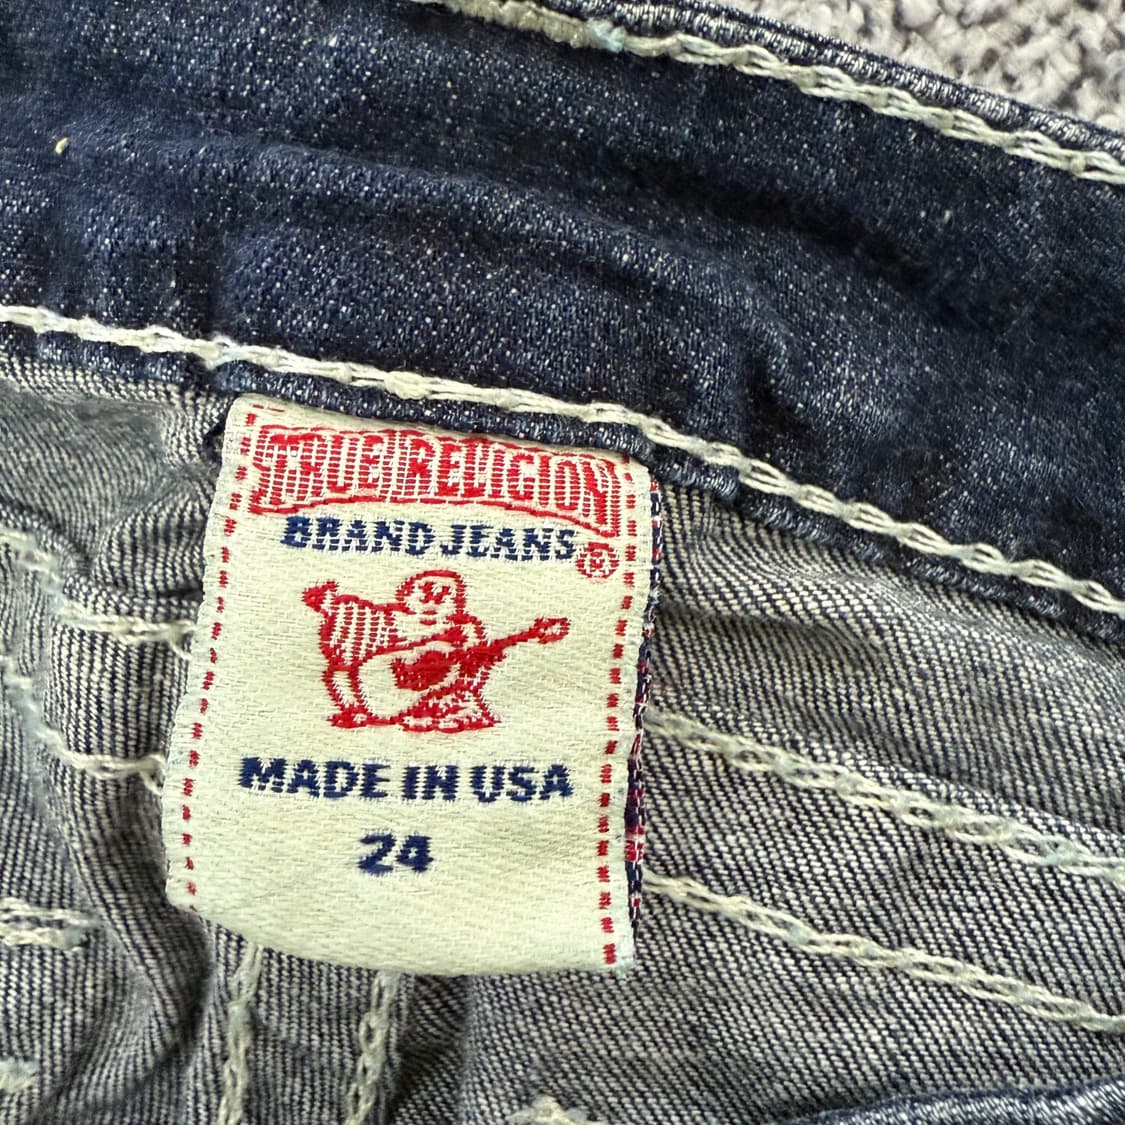 TRUE RELIGION
BRAND JEANS ®
MADE IN USA
24